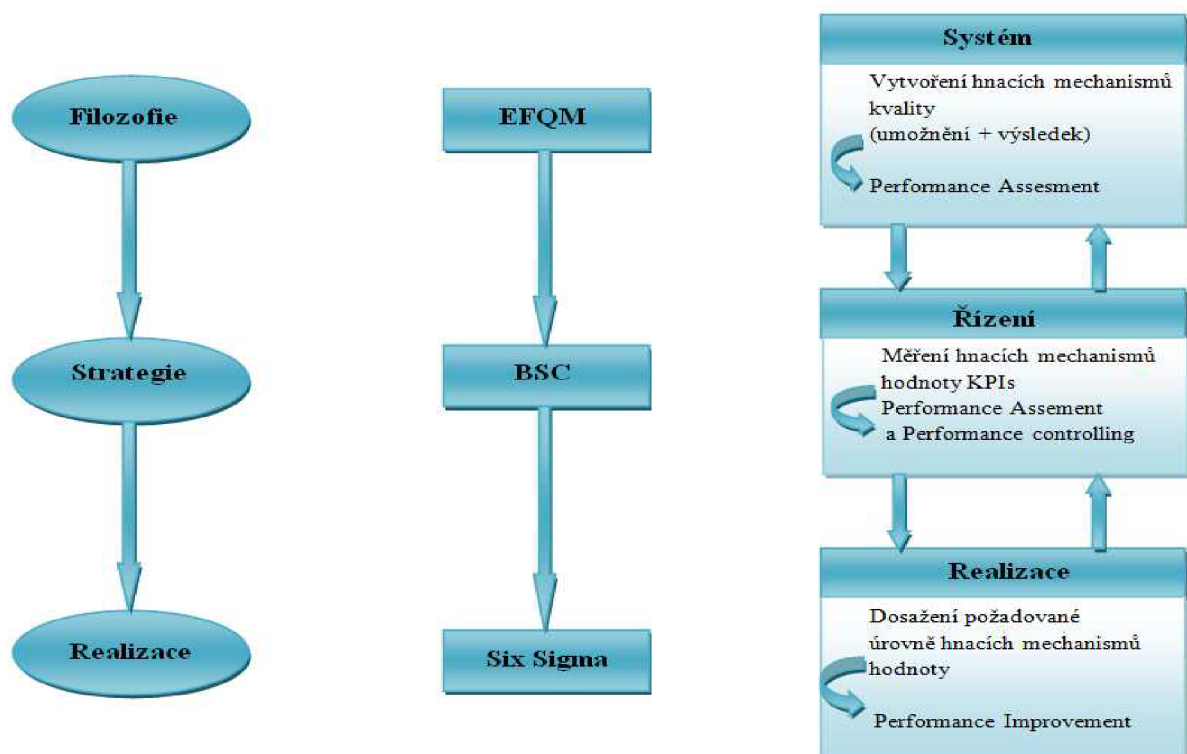 Filozofie
Strategie
Realizace
EFQM
BSC
Six Sigma
Systém
Vytvoření hnacích mechanismů
kvality
(umožnění + výsledek)
Performance Assesment
Řízení
Měření hnacích mechanismů
hodnoty KPIs
Performance Assement
a Performance controlling
Realizace
Dosažení požadované
úrovně hnacích mechanismů
hodnoty
Performance Improvement